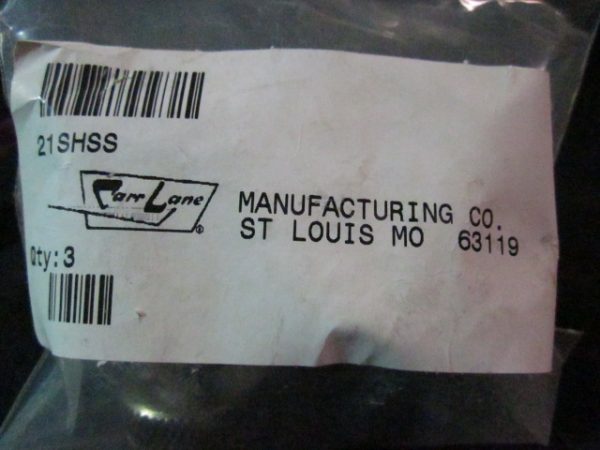 21SHSS
Carr Lane ®
MANUFACTURING CO.
ST LOUIS MO 63119
Qty:3